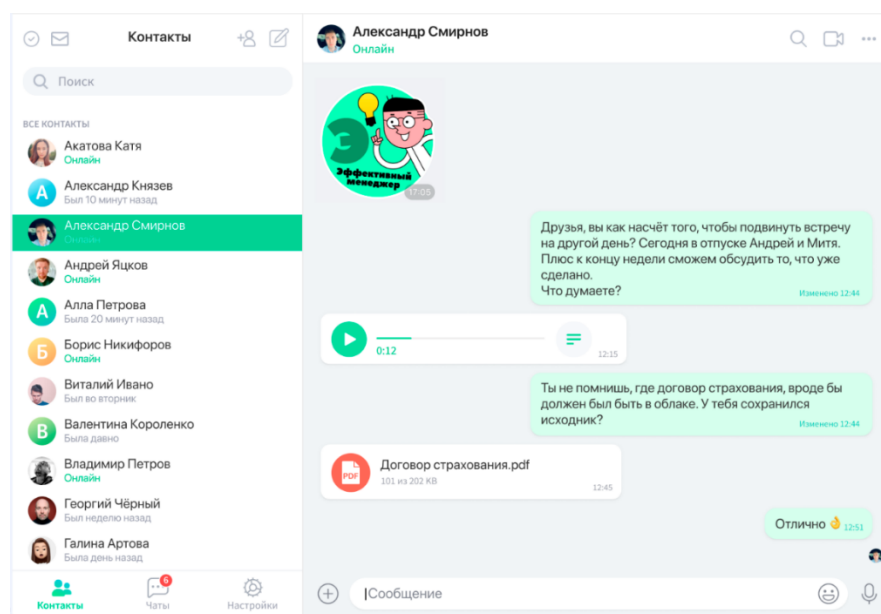 Контакты
Поиск
ВСЕ КОНТАКТЫ
Акатова Катя
Онлайн
А
Александр Князев
Был 10 минут назад
Александр Смирнов
Онлайн
Андрей Яцков
Онлайн
А
Алла Петрова
Была 20 минут назад
Б
Борис Никифоров
Онлайн
Виталий Ивано
Был во вторник
В
Валентина Короленко
Была давно
Владимир Петров
Онлайн
Георгий Чёрный
Был неделю назад
Галина Артова
Была день назад
6
Контакты
Чаты
Настройки
Александр Смирнов
Онлайн
Э
Эффективный
менеджер
17:05
Друзья, вы как насчёт того, чтобы подвинуть встречу
на другой день? Сегодня в отпуске Андрей и Митя.
Плюс к концу недели сможем обсудить то, что уже
сделано.
Что думаете?
Изменено 12:44
0:12
12:15
Ты не помнишь, где договор страхования, вроде бы
должен был быть в облаке. У тебя сохранился
исходник?
Изменено 12:44
PDF
Договор страхования.pdf
101 из 202 KB
12:45
Отлично 👌 12:51
Сообщение